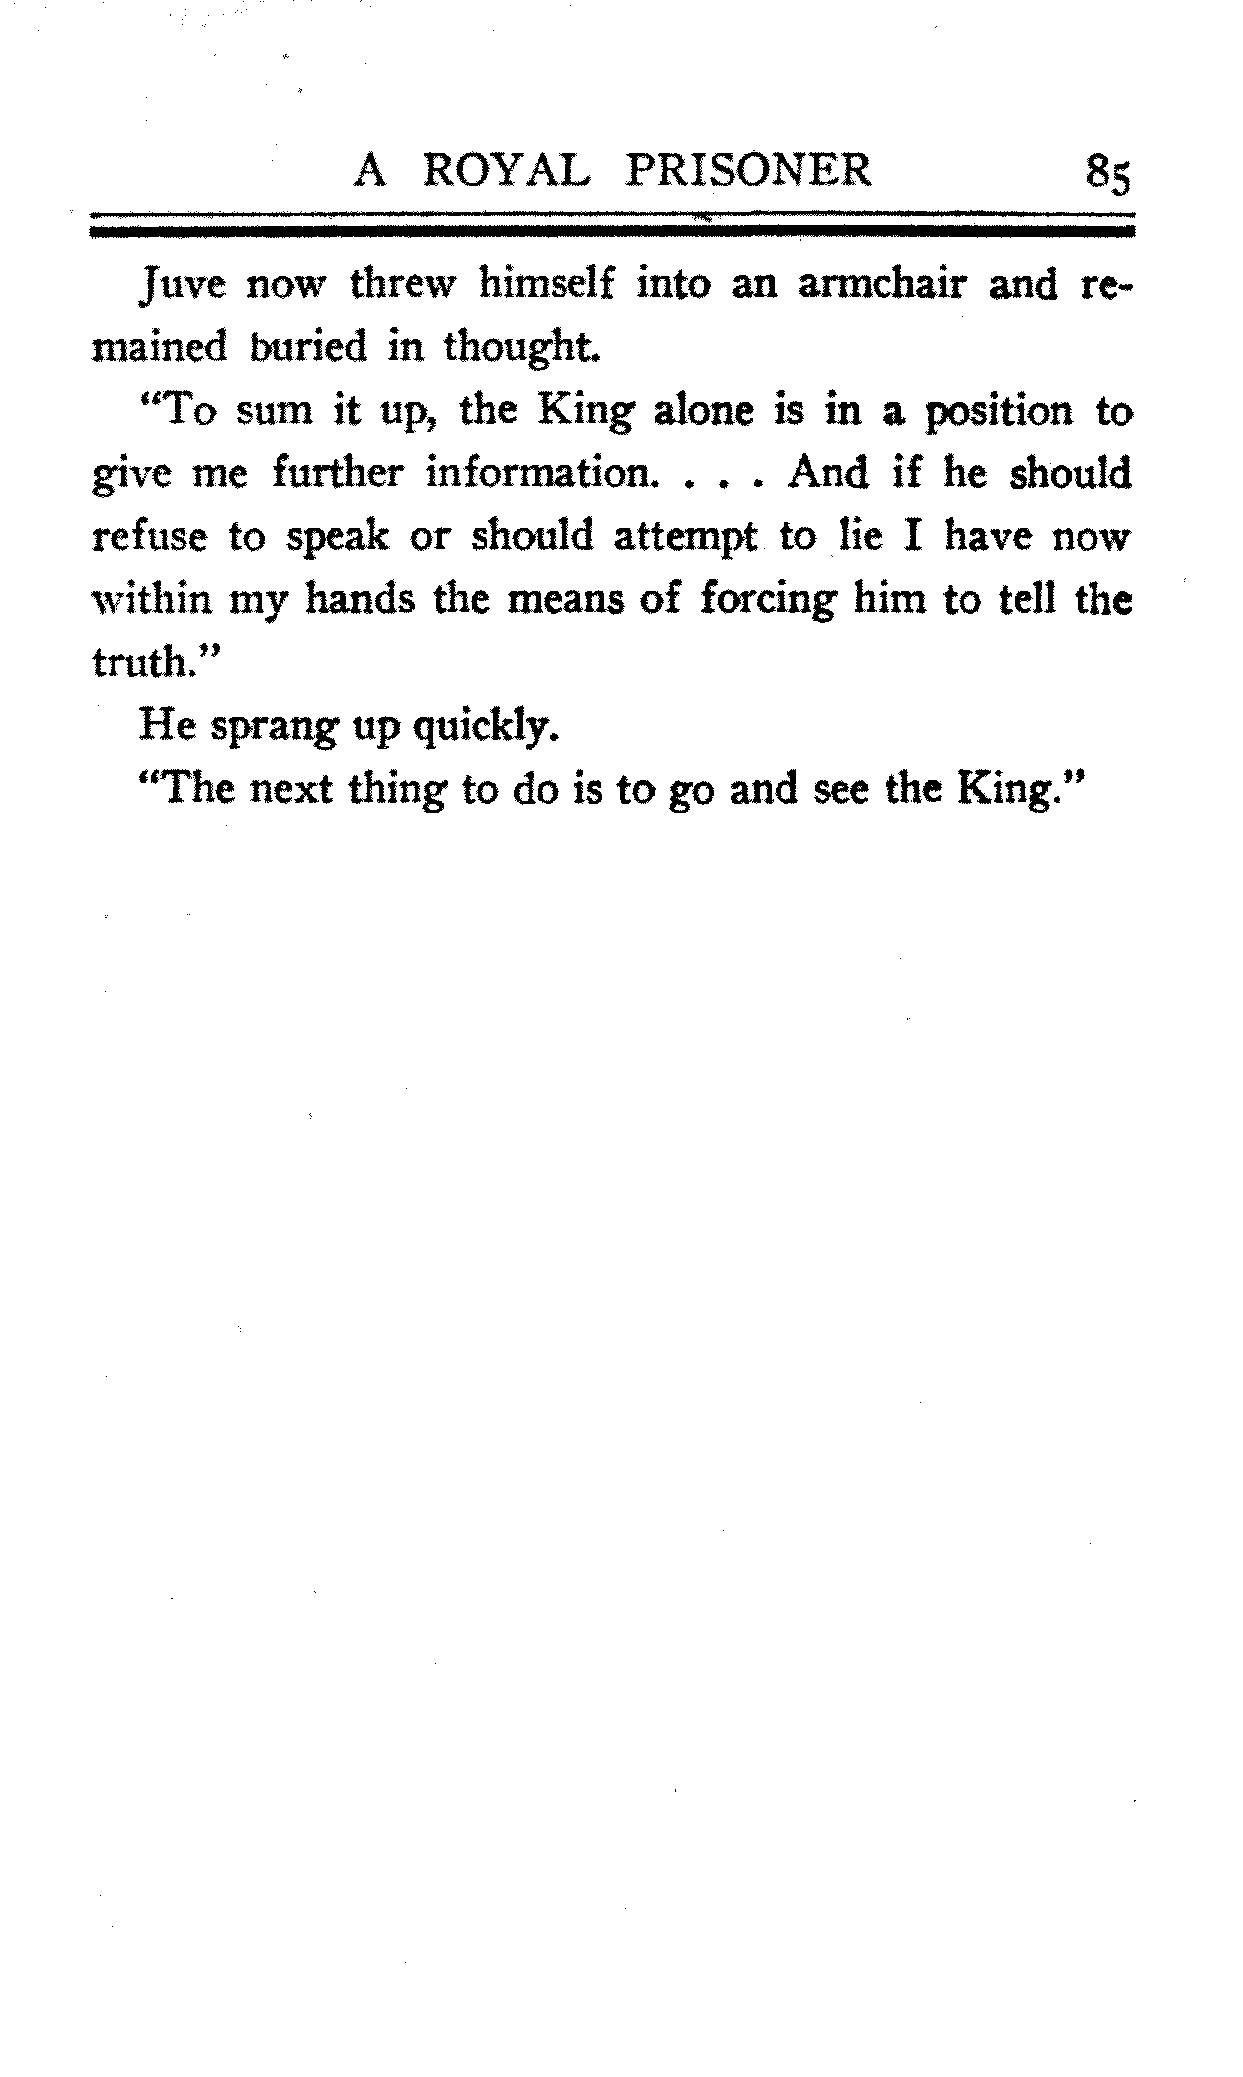 A ROYAL PRISONER 85
Juve now threw himself into an armchair and re-
mained buried in thought.
“To sum it up, the King alone is in a position to
give me further information. . . . And if he should
refuse to speak or should attempt to lie I have now
within my hands the means of forcing him to tell the
truth.”
He sprang up quickly.
“The next thing to do is to go and see the King.”